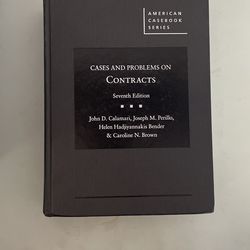 AMERICAN
CASEBOOK
SERIES
CASES AND PROBLEMS ON
CONTRACTS
Seventh Edition
John D. Calamari, Joseph M. Perillo,
Helen Hadjiyannakis Bender
& Caroline N. Brown